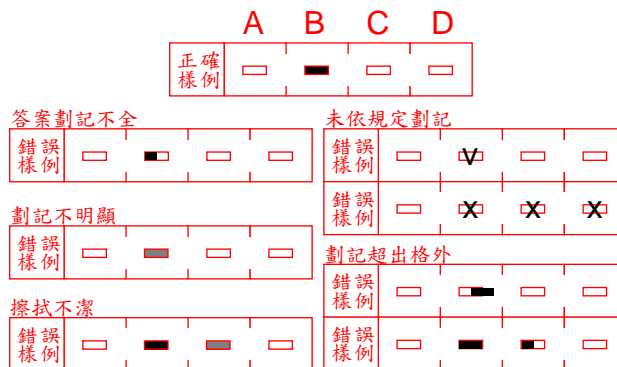 A B C D
正確
樣例
答案劃記不全
錯誤
樣例
劃記不明顯
錯誤
樣例
擦拭不潔
錯誤
樣例
未依規定劃記
錯誤
樣例
V
錯誤
樣例
X X X
劃記超出格外
錯誤
樣例
錯誤
樣例